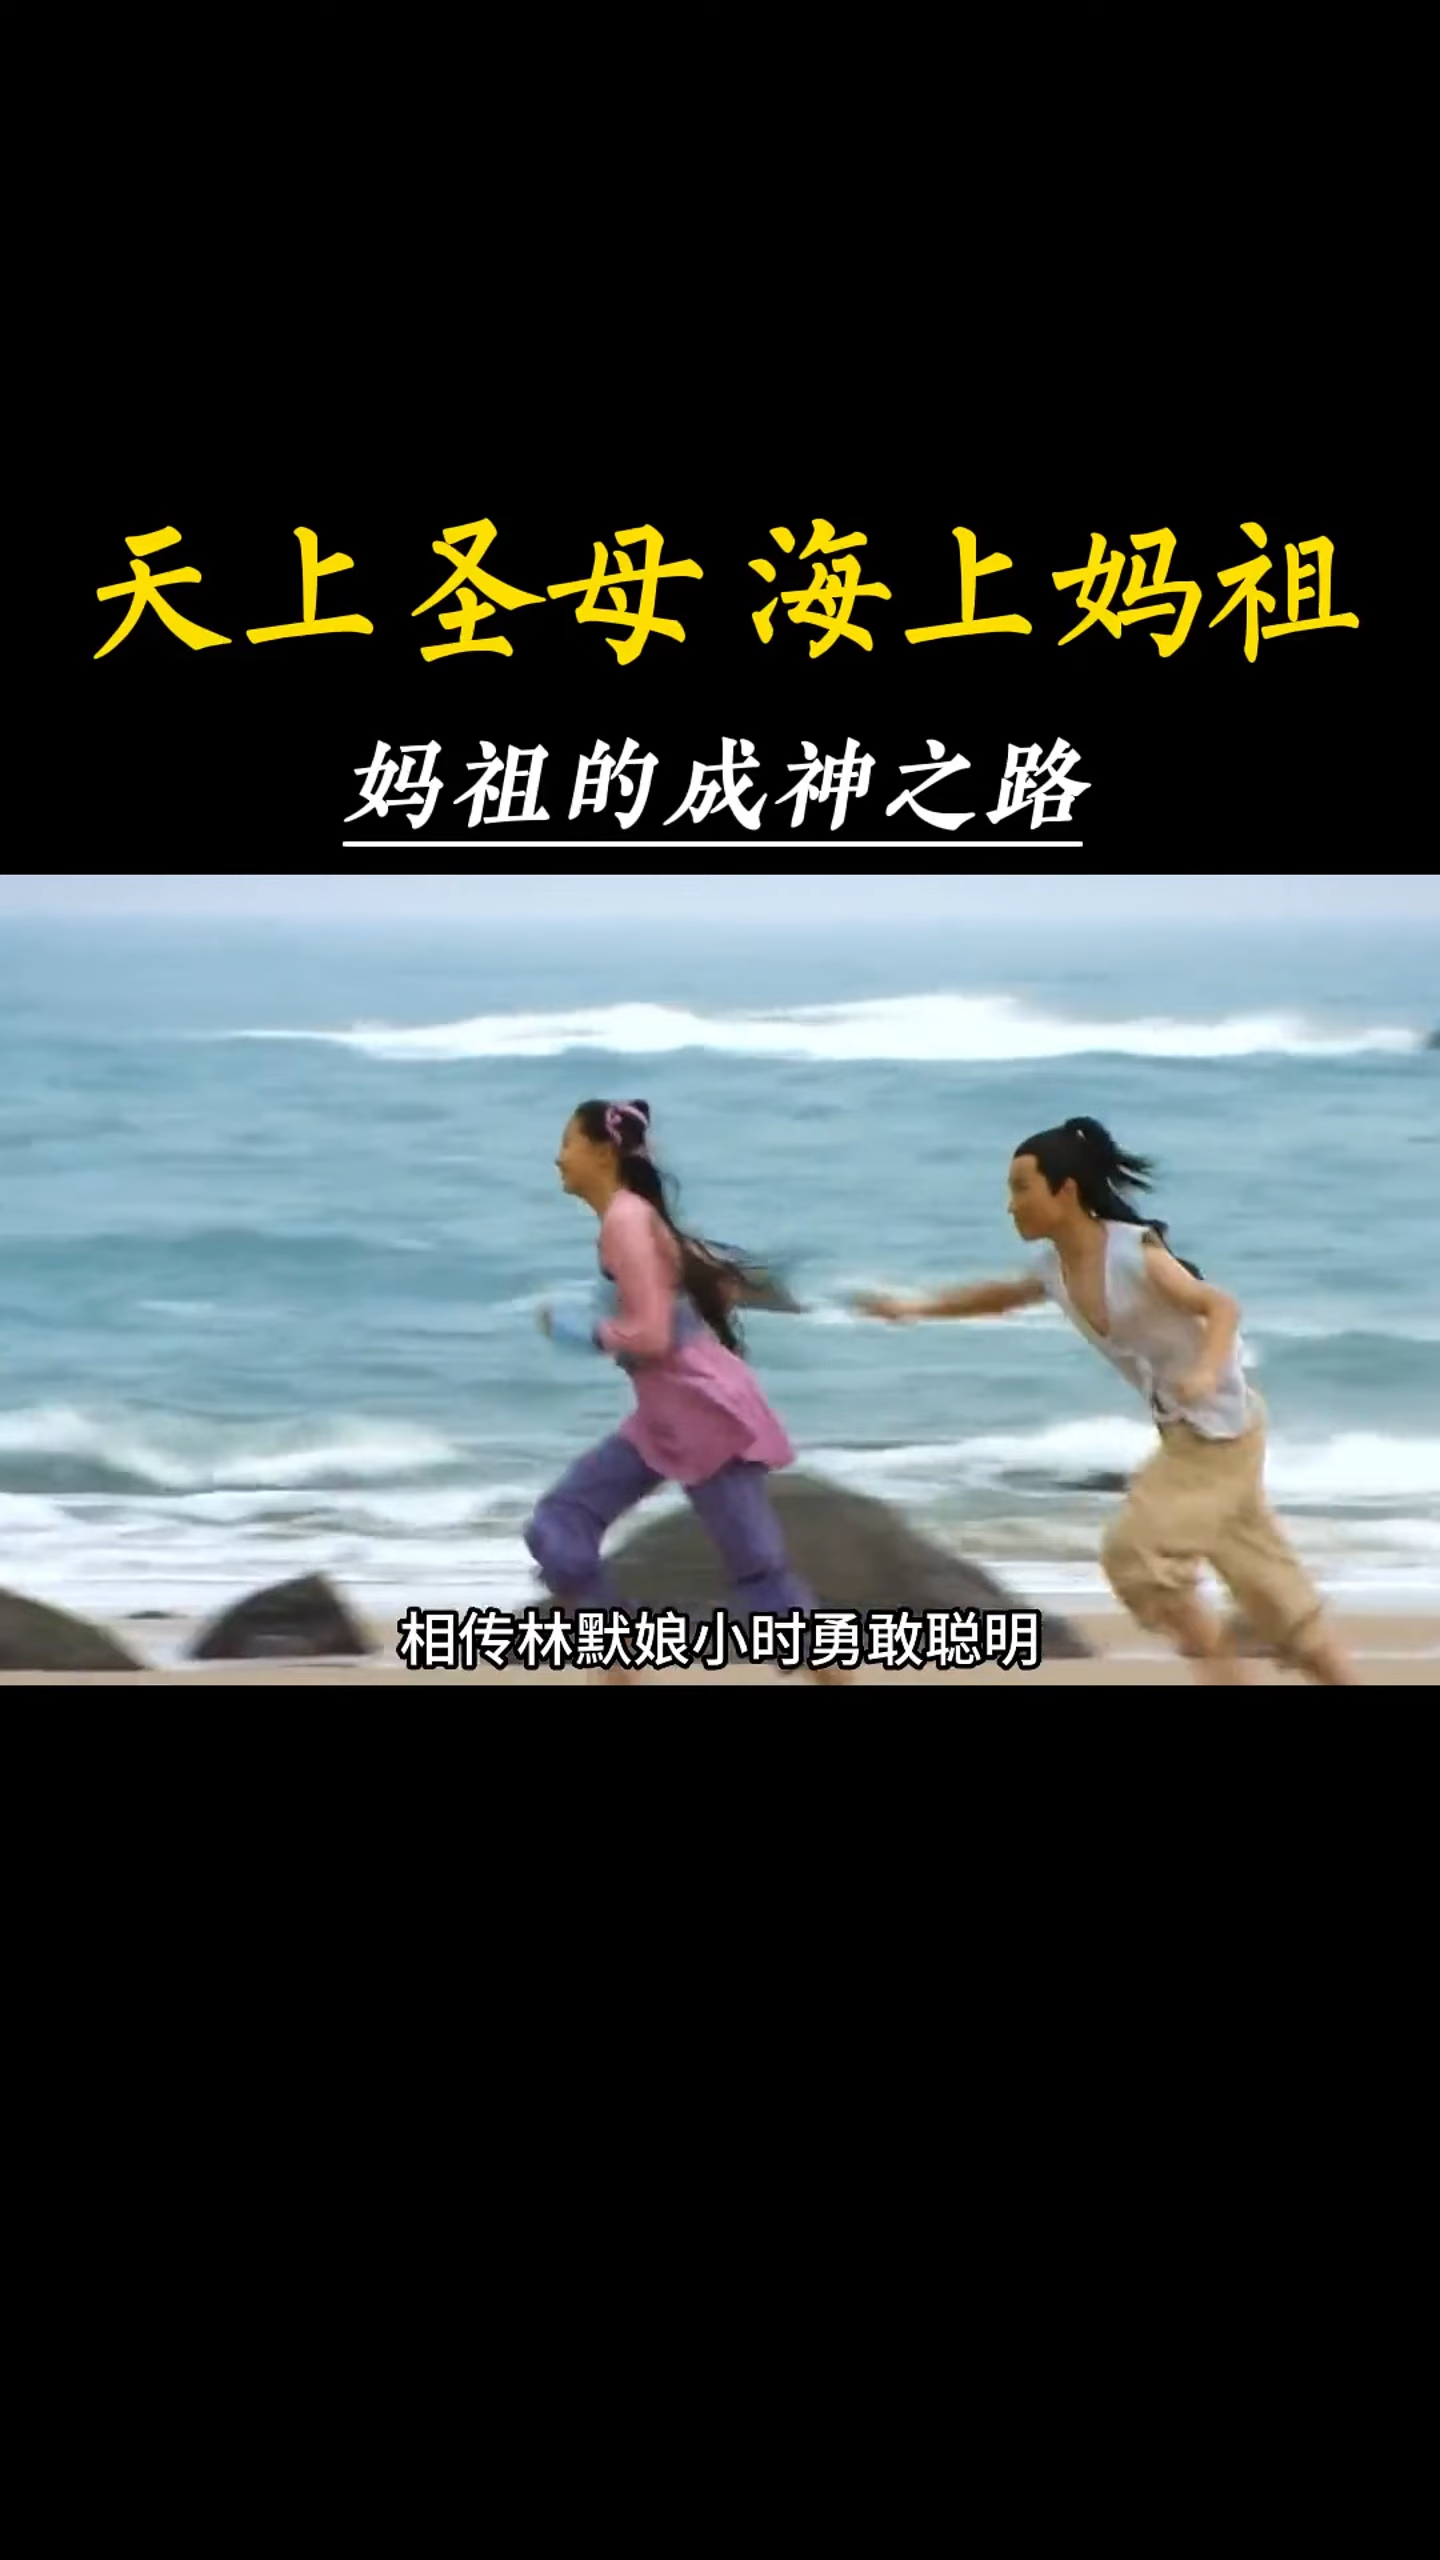 天上圣母 海上妈祖
妈祖的成神之路
相传林默娘小时勇敢聪明